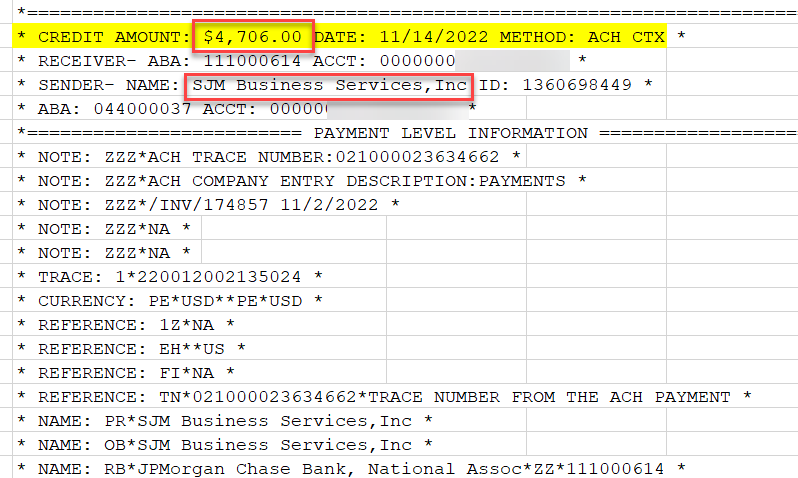 *=======================================================================
* CREDIT AMOUNT: $4,706.00 DATE: 11/14/2022 METHOD: ACH CTX *
* RECEIVER- ABA: 111000614 ACCT: 0000000 *
* SENDER- NAME: SJM Business Services,Inc ID: 1360698449 *
* ABA: 044000037 ACCT: 00000 *
*========================= PAYMENT LEVEL INFORMATION ==================
* NOTE: ZZZ*ACH TRACE NUMBER:021000023634662 *
* NOTE: ZZZ*ACH COMPANY ENTRY DESCRIPTION:PAYMENTS *
* NOTE: ZZZ*/INV/174857 11/2/2022 *
* NOTE: ZZZ*NA *
* NOTE: ZZZ*NA *
* TRACE: 1*220012002135024 *
* CURRENCY: PE*USD**PE*USD *
* REFERENCE: 1Z*NA *
* REFERENCE: EH**US *
* REFERENCE: FI*NA *
* REFERENCE: TN*021000023634662*TRACE NUMBER FROM THE ACH PAYMENT *
* NAME: PR*SJM Business Services,Inc *
* NAME: OB*SJM Business Services,Inc *
* NAME: RB*JPMorgan Chase Bank, National Assoc*ZZ*111000614 *